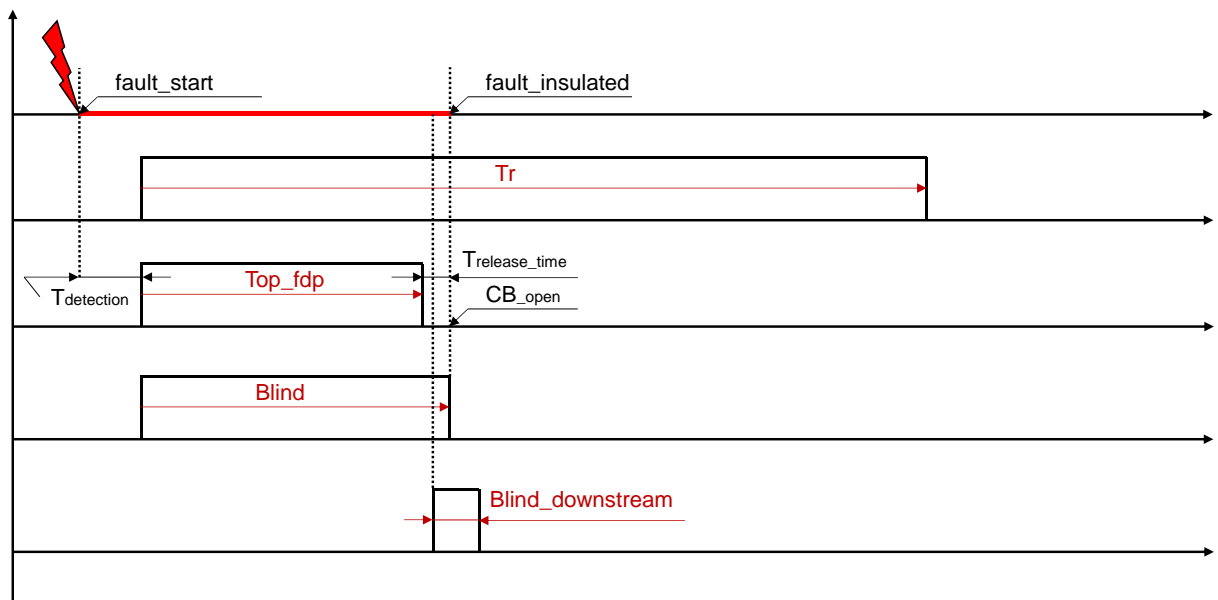 fault_start
fault_insulated
Tr
Trelease_time
Top_fdp
Tdetection
CB_open
Blind
Blind_downstream